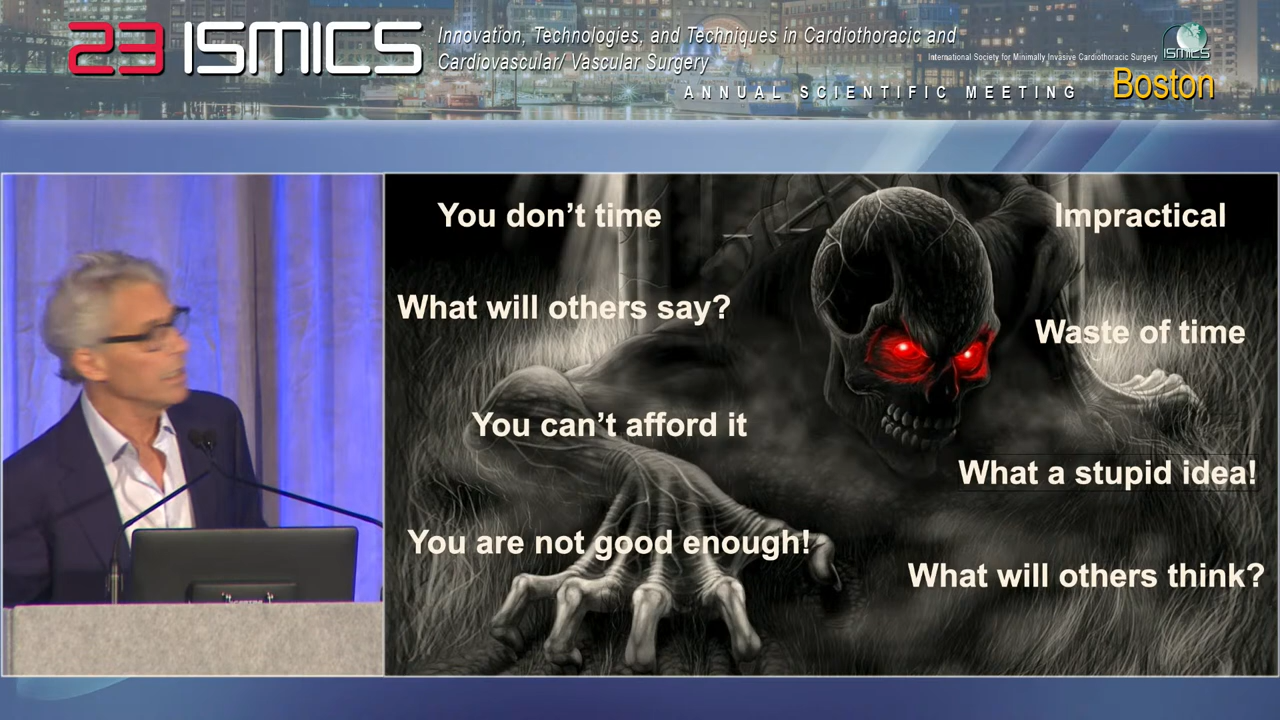 23 ISMICS
Innovation, Technologies, and Techniques in Cardiothoracic and
Cardiovascular/ Vascular Surgery
International Society for Minimally Invasive Cardiothoracic Surgery
ISMICS
ANNUAL SCIENTIFIC MEETING
Boston
You don’t time
Impractical
What will others say?
Waste of time
You can’t afford it
What a stupid idea!
You are not good enough!
What will others think?